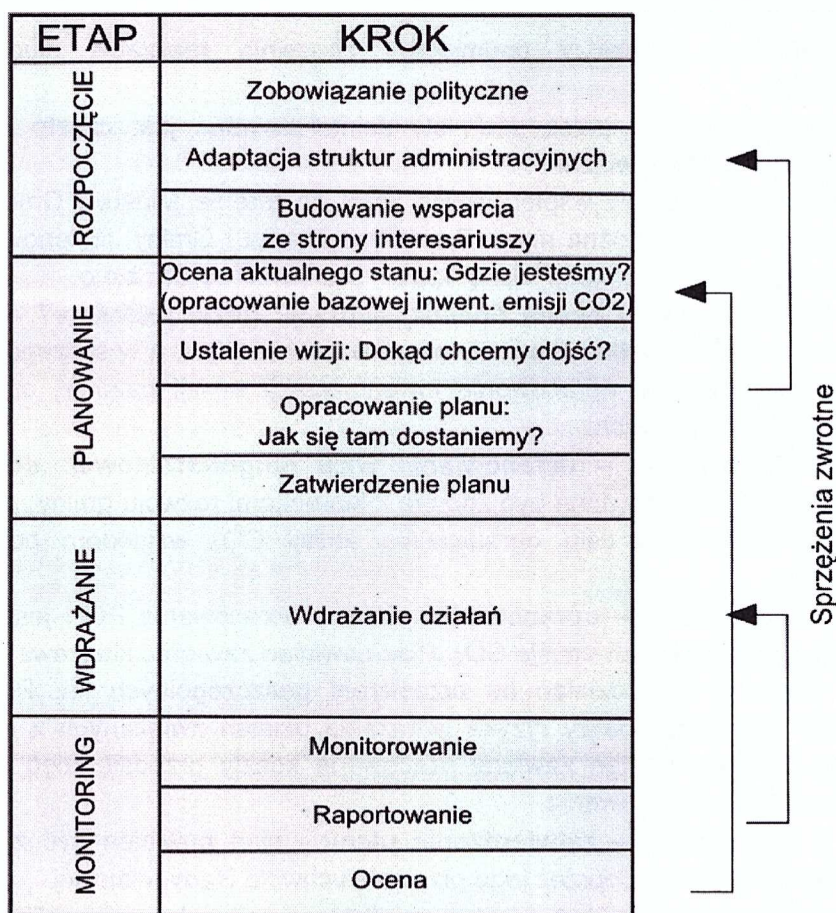 ETAP
KROK
ROZPOCZĘCIE
Zobowiązanie polityczne
Adaptacja struktur administracyjnych
Budowanie wsparcia
ze strony interesariuszy
PLANOWANIE
Ocena aktualnego stanu: Gdzie jesteśmy?
(opracowanie bazowej inwent. emisji CO2)
Ustalenie wizji: Dokąd chcemy dojść?
Opracowanie planu:
Jak się tam dostaniemy?
Zatwierdzenie planu
WDRAŻANIE
Wdrażanie działań
MONITORING
Monitorowanie
Raportowanie
Ocena
Sprzężenia zwrotne